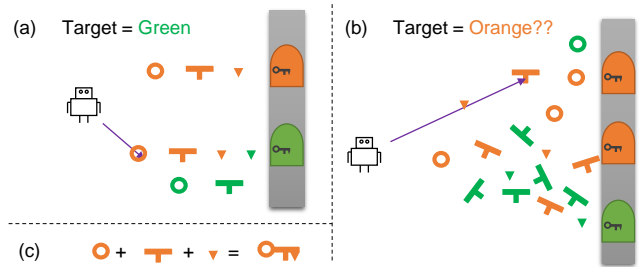 (a) Target = Green
(b) Target = Orange??
(c) + + =